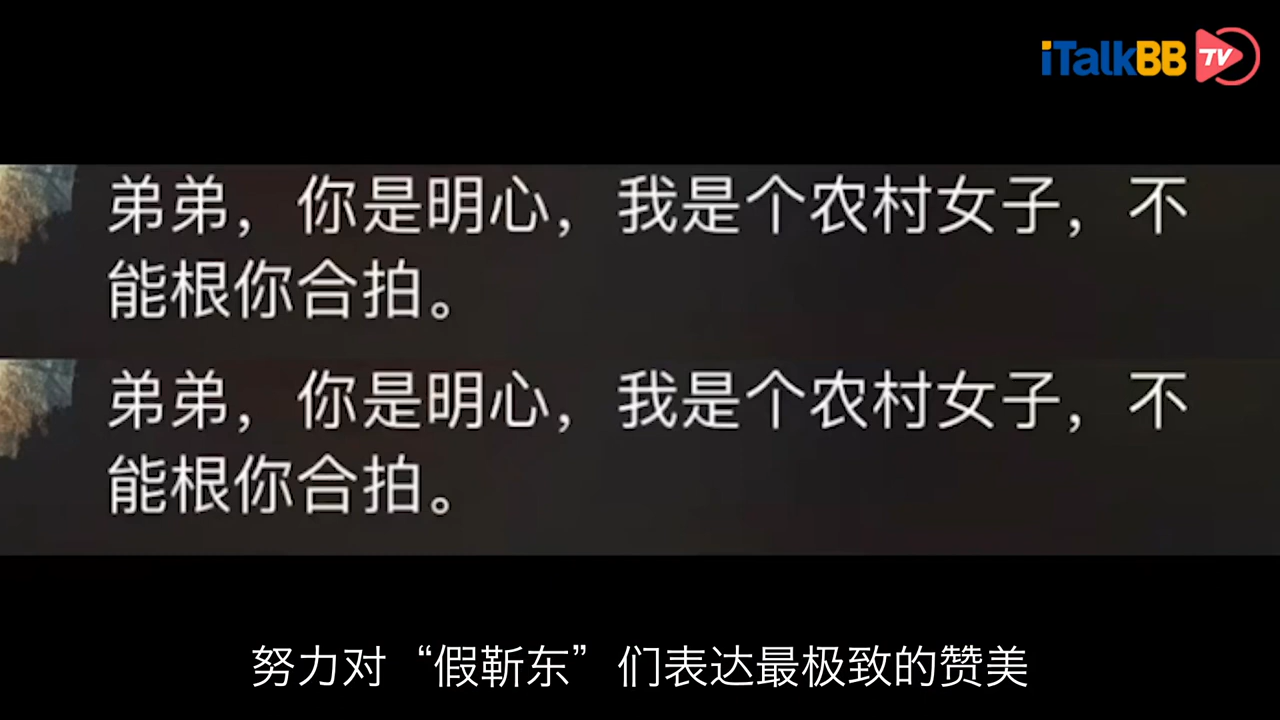 iTalkBB TV
弟弟，你是明心，我是个农村女子，不
能根你合拍。
弟弟，你是明心，我是个农村女子，不
能根你合拍。
努力对“假靳东”们表达最极致的赞美